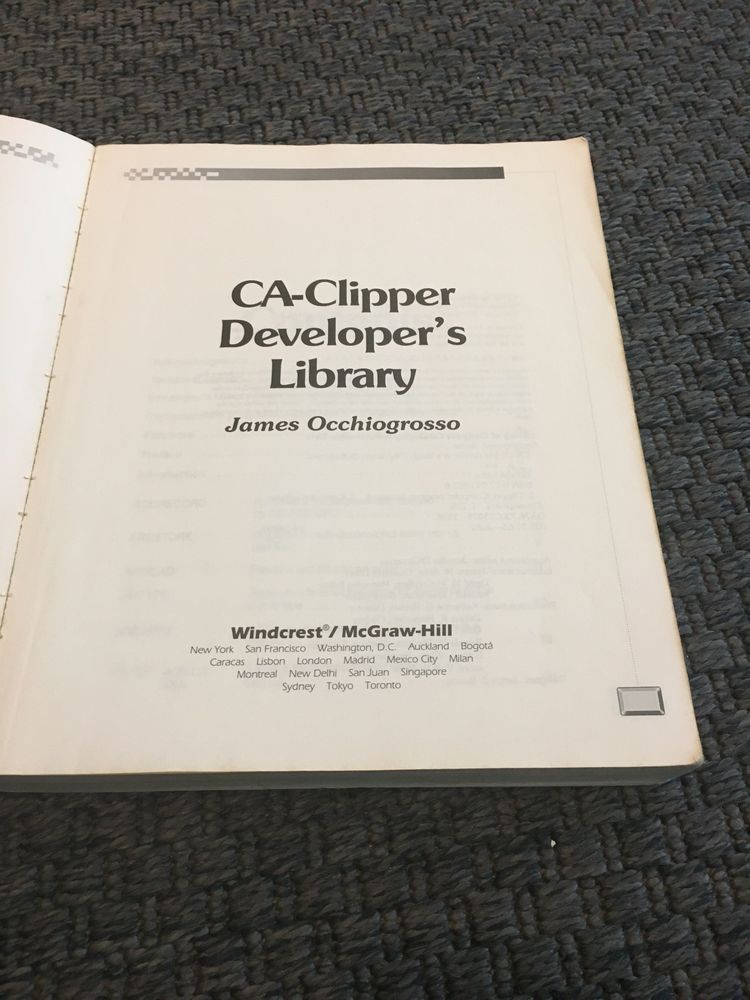 CA-Clipper
Developer's
Library
James Occhiogrosso
Windcrest®/ McGraw-Hill
New York San Francisco Washington, D.C. Auckland Bogotá
Caracas Lisbon London Madrid Mexico City Milan
Montreal New Delhi San Juan Singapore
Sydney Tokyo Toronto